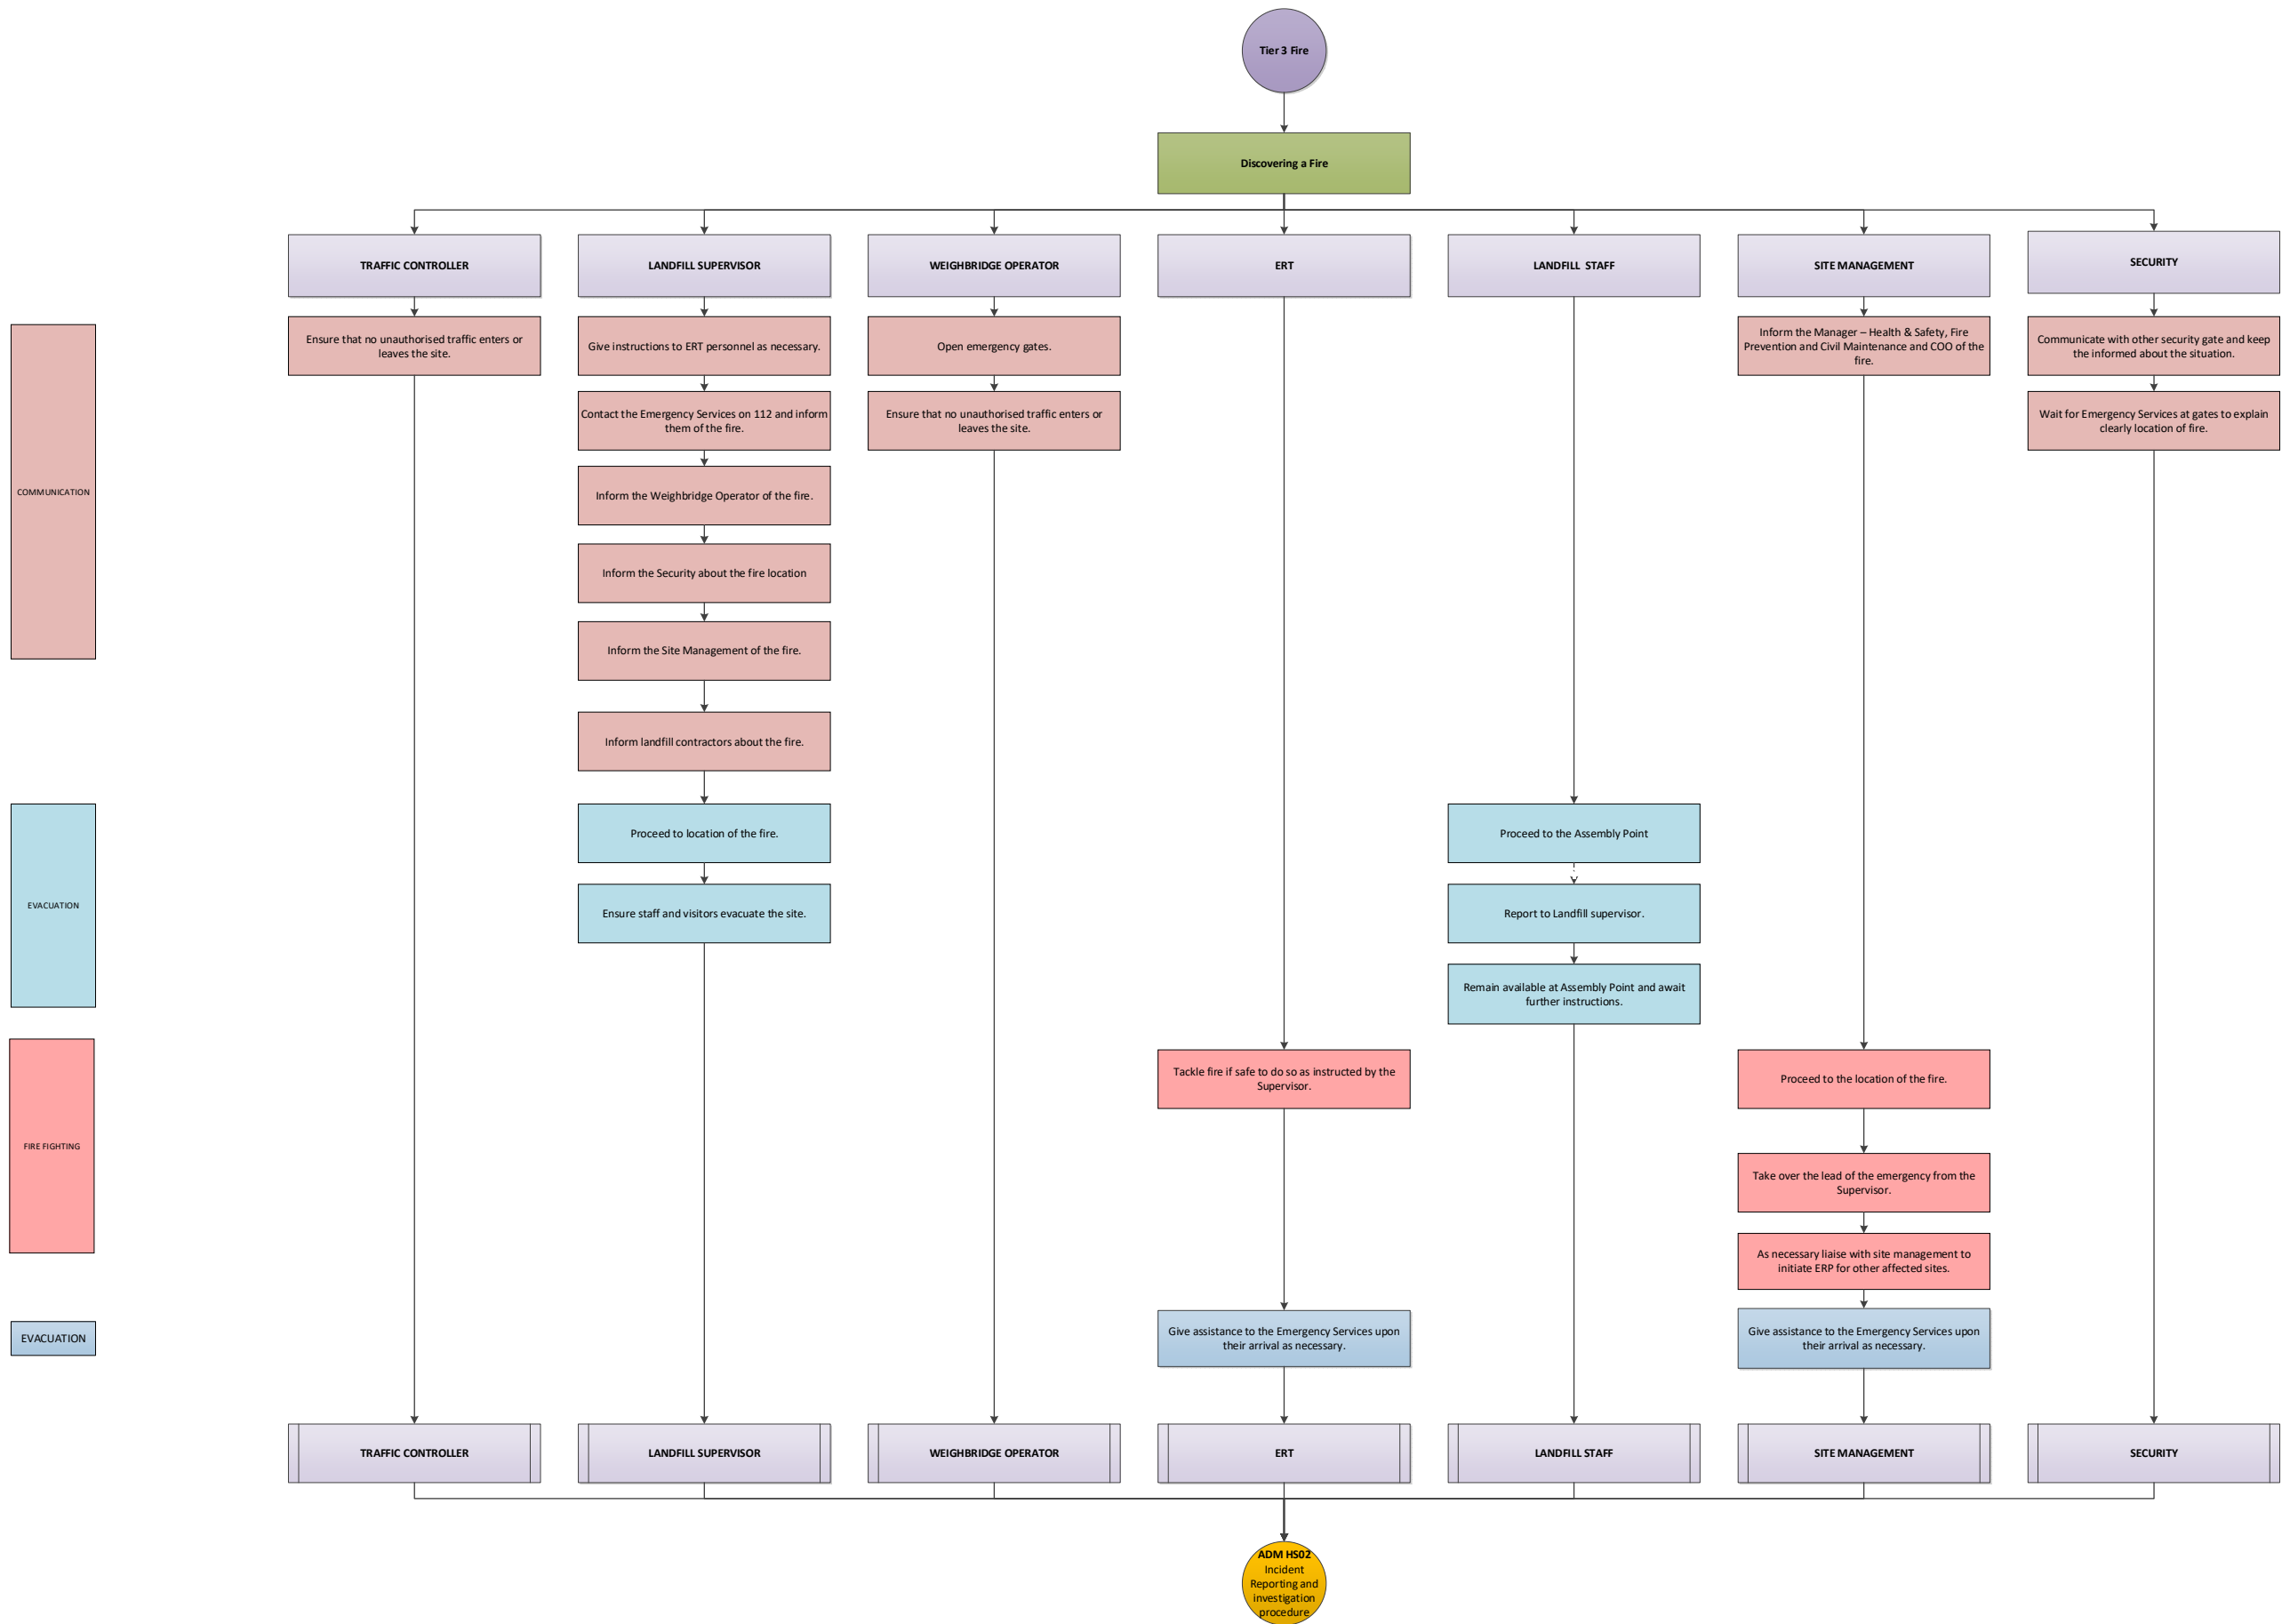 Tier 3 Fire
Discovering a Fire
TRAFFIC CONTROLLER
LANDFILL SUPERVISOR
WEIGHBRIDGE OPERATOR
ERT
LANDFILL STAFF
SITE MANAGEMENT
SECURITY
COMMUNICATION
Ensure that no unauthorised traffic enters or
leaves the site.
Give instructions to ERT personnel as necessary.
Open emergency gates.
Inform the Manager – Health & Safety, Fire
Prevention and Civil Maintenance and COO of the
fire.
Communicate with other security gate and keep
the informed about the situation.
Contact the Emergency Services on 112 and inform
them of the fire.
Ensure that no unauthorised traffic enters or
leaves the site.
Wait for Emergency Services at gates to explain
clearly location of fire.
Inform the Weighbridge Operator of the fire.
Inform the Security about the fire location
Inform the Site Management of the fire.
Inform landfill contractors about the fire.
EVACUATION
Proceed to location of the fire.
Proceed to the Assembly Point
Ensure staff and visitors evacuate the site.
Report to Landfill supervisor.
Remain available at Assembly Point and await
further instructions.
FIRE FIGHTING
Tackle fire if safe to do so as instructed by the
Supervisor.
Proceed to the location of the fire.
Take over the lead of the emergency from the
Supervisor.
As necessary liaise with site management to
initiate ERP for other affected sites.
EVACUATION
Give assistance to the Emergency Services upon
their arrival as necessary.
Give assistance to the Emergency Services upon
their arrival as necessary.
TRAFFIC CONTROLLER
LANDFILL SUPERVISOR
WEIGHBRIDGE OPERATOR
ERT
LANDFILL STAFF
SITE MANAGEMENT
SECURITY
ADM HS02
Incident
Reporting and
investigation
procedure